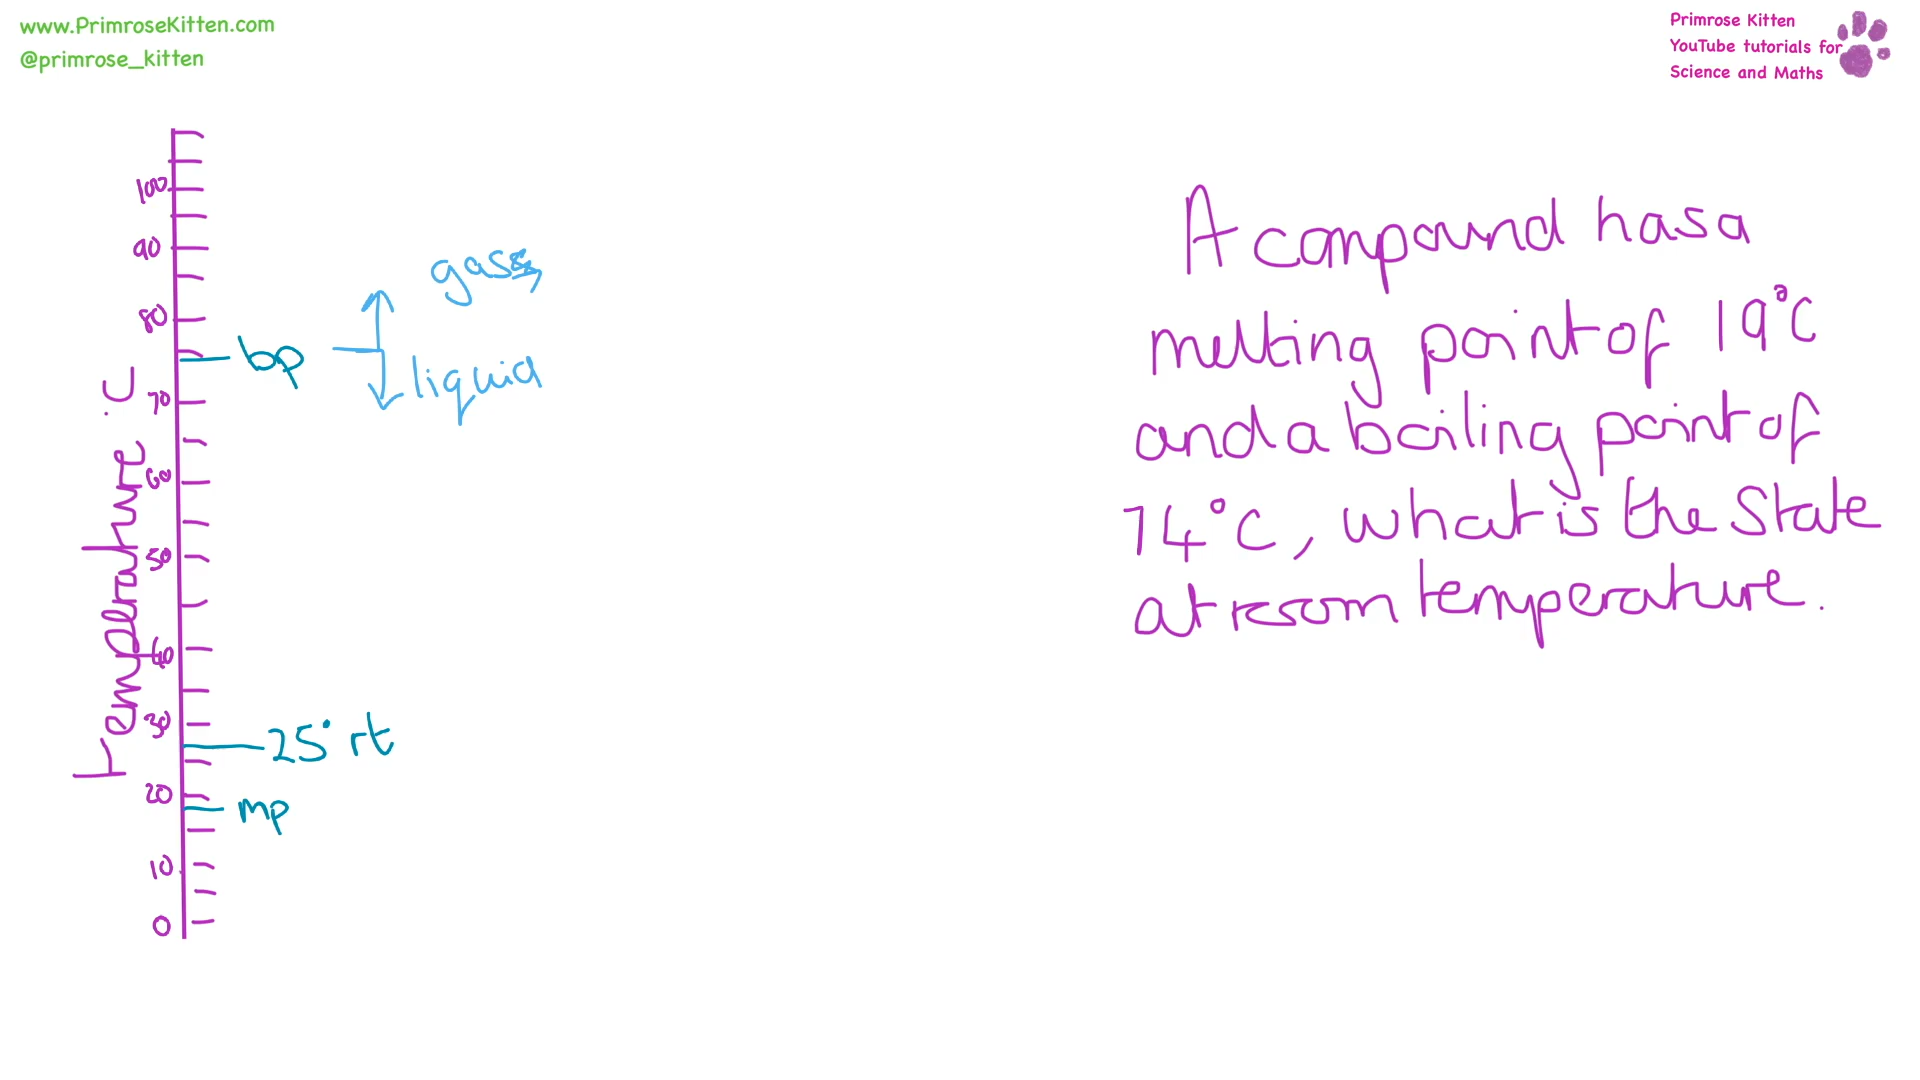 www.PrimroseKitten.com
@primrose_kitten
Primrose Kitten
YouTube tutorials for
Science and Maths
100
90
80
70
60
50
40
30
20
10
0
Temperature °C
bp
gas
liquid
25° rt
mp
A compound has a
melting point of 19°C
and a boiling point of
74°C, what is the state
at room temperature.